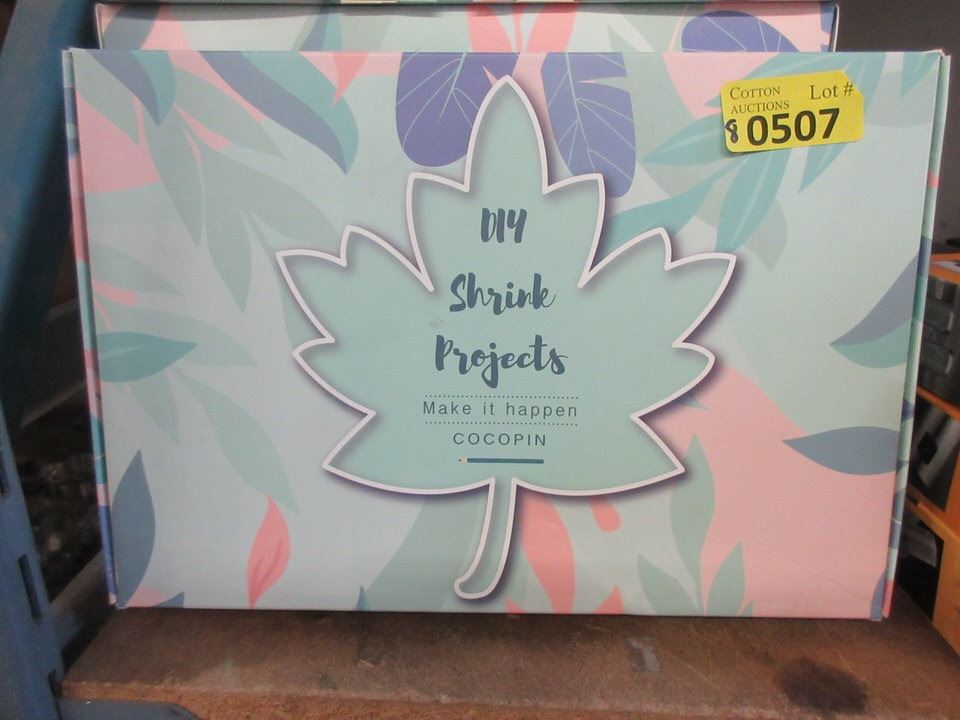 COTTON AUCTIONS Lot #
8 0507
DIY
Shrink
Projects
Make it happen
COCOPIN